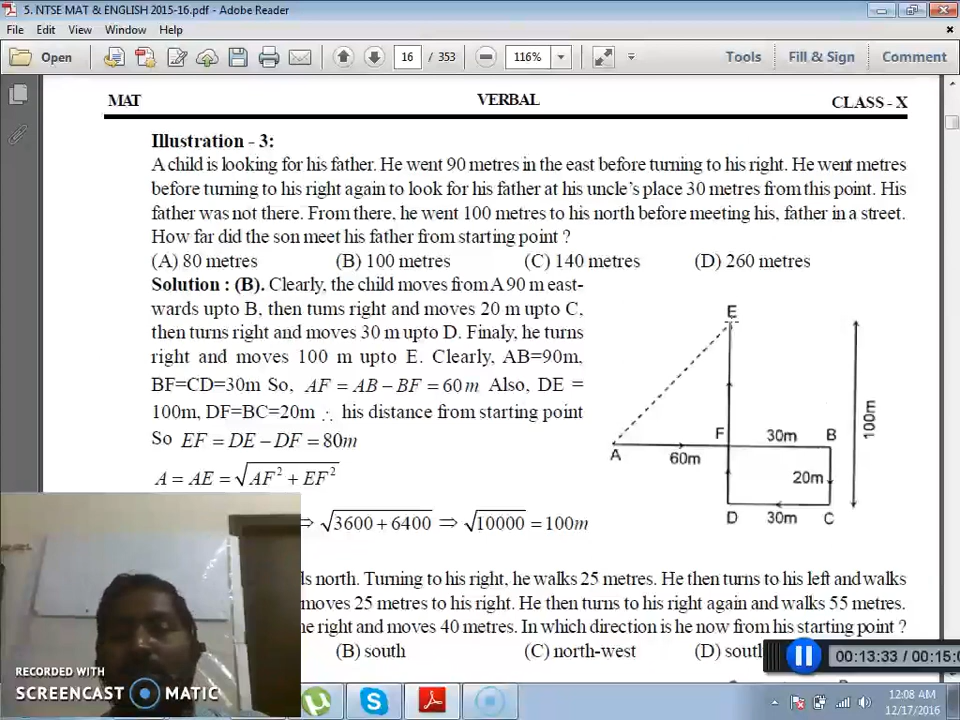 5. NTSE MAT & ENGLISH 2015-16.pdf - Adobe Reader
File Edit View Window Help
Open 16 / 353 116% Tools Fill & Sign Comment
MAT VERBAL CLASS - X
Illustration - 3:
A child is looking for his father. He went 90 metres in the east before turning to his right. He went metres
before turning to his right again to look for his father at his uncle's place 30 metres from this point. His
father was not there. From there, he went 100 metres to his north before meeting his, father in a street.
How far did the son meet his father from starting point ?
(A) 80 metres (B) 100 metres (C) 140 metres (D) 260 metres
Solution : (B). Clearly, the child moves from A 90 m east-
wards upto B, then tums right and moves 20 m upto C,
then turns right and moves 30 m upto D. Finaly, he turns
right and moves 100 m upto E. Clearly, AB=90m,
BF=CD=30m So, AF = AB − BF = 60 m Also, DE =
100m, DF=BC=20m ∴ his distance from starting point
So EF = DE − DF = 80m
A = AE = √AF² + EF²
⇒ √3600 + 6400 ⇒ √10000 = 100m
E
100m
F 30m B
A 60m
20m
D 30m C
s north. Turning to his right, he walks 25 metres. He then turns to his left and walks
moves 25 metres to his right. He then turns to his right again and walks 55 metres.
he right and moves 40 metres. In which direction is he now from his starting point ?
(B) south (C) north-west (D) sout
00:13:33 / 00:15:0
RECORDED WITH
SCREENCAST MATIC
12:08 AM
12/17/2016